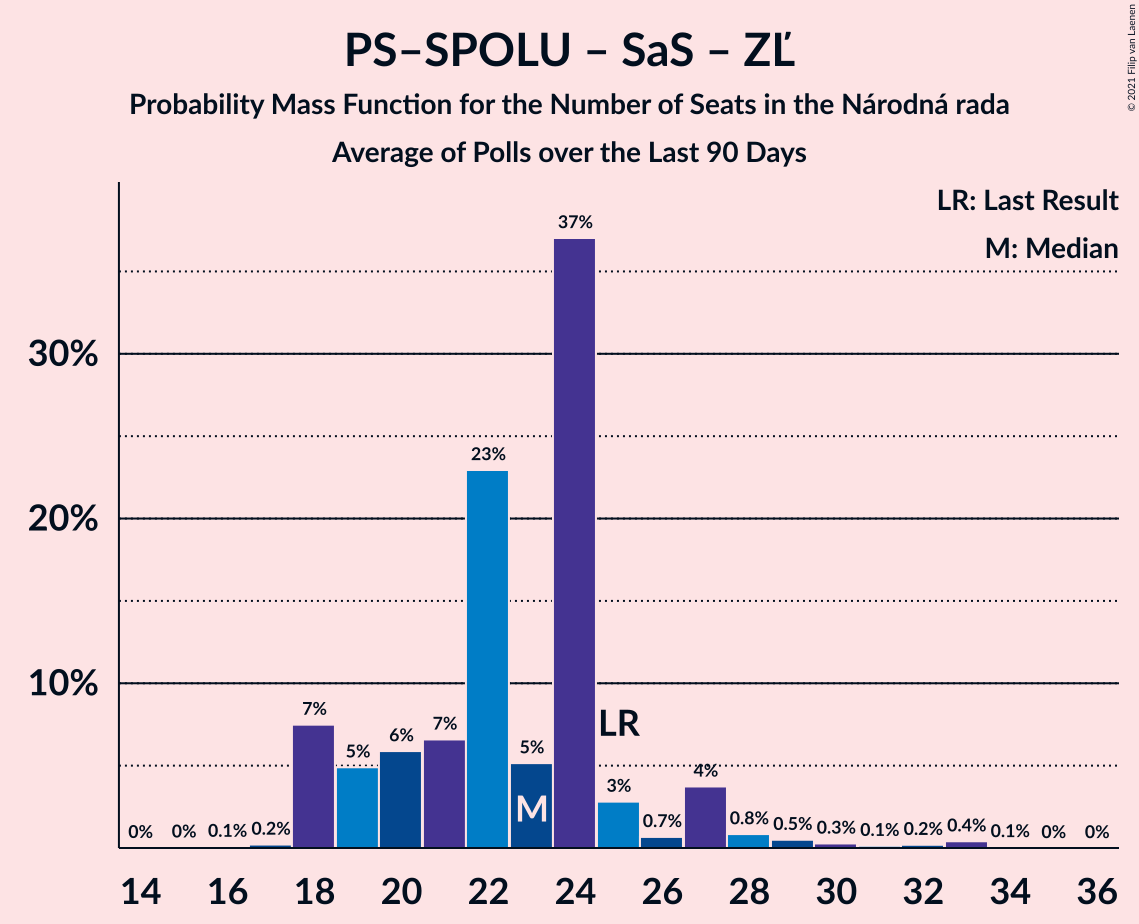 PS–SPOLU – SaS – ZĽ
Probability Mass Function for the Number of Seats in the Národná rada
Average of Polls over the Last 90 Days
© 2021 Filip van Laenen
LR: Last Result
M: Median
30%
20%
10%
0%
0%
0.1%
0.2%
7%
5%
6%
7%
23%
5%
37%
3%
0.7%
4%
0.8%
0.5%
0.3%
0.1%
0.2%
0.4%
0.1%
0%
0%
LR
M
14 16 18 20 22 24 26 28 30 32 34 36